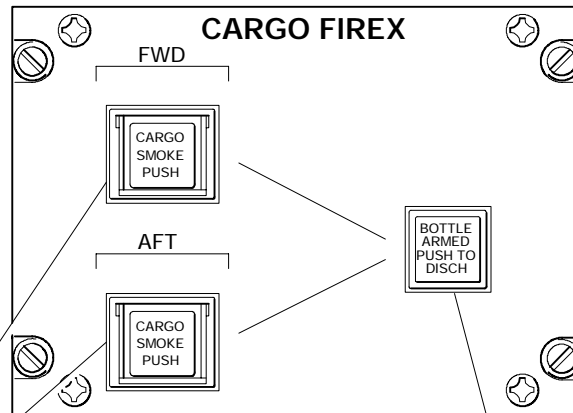 CARGO FIREX
FWD
CARGO
SMOKE
PUSH
AFT
CARGO
SMOKE
PUSH
BOTTLE
ARMED
PUSH TO
DISCH